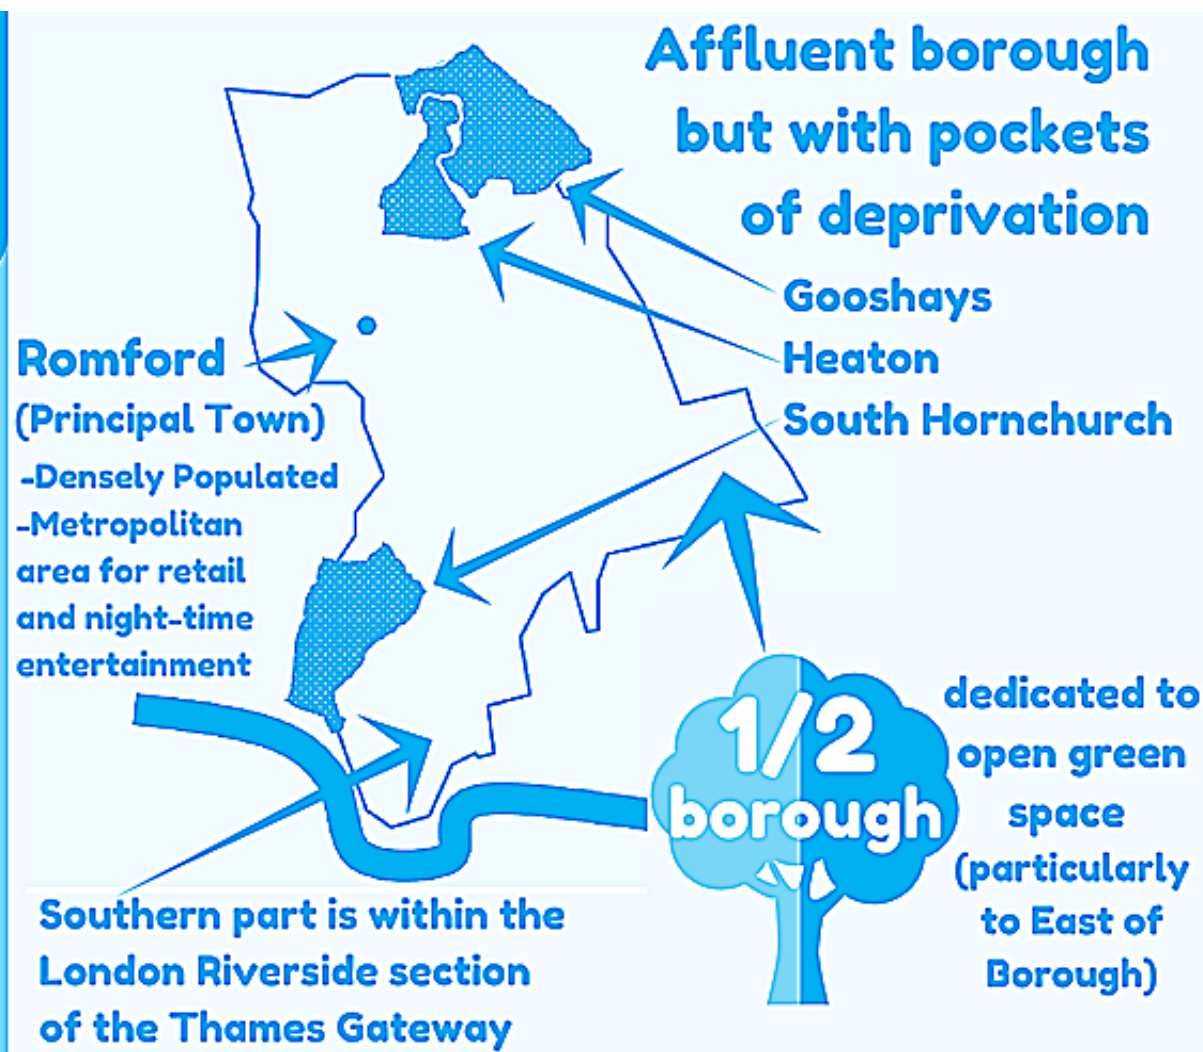 Affluent borough
but with pockets
of deprivation
Gooshays
Heaton
South Hornchurch
Romford
(Principal Town)
-Densely Populated
-Metropolitan
area for retail
and night-time
entertainment
1/2
borough
dedicated to
open green
space
(particularly
to East of
Borough)
Southern part is within the
London Riverside section
of the Thames Gateway